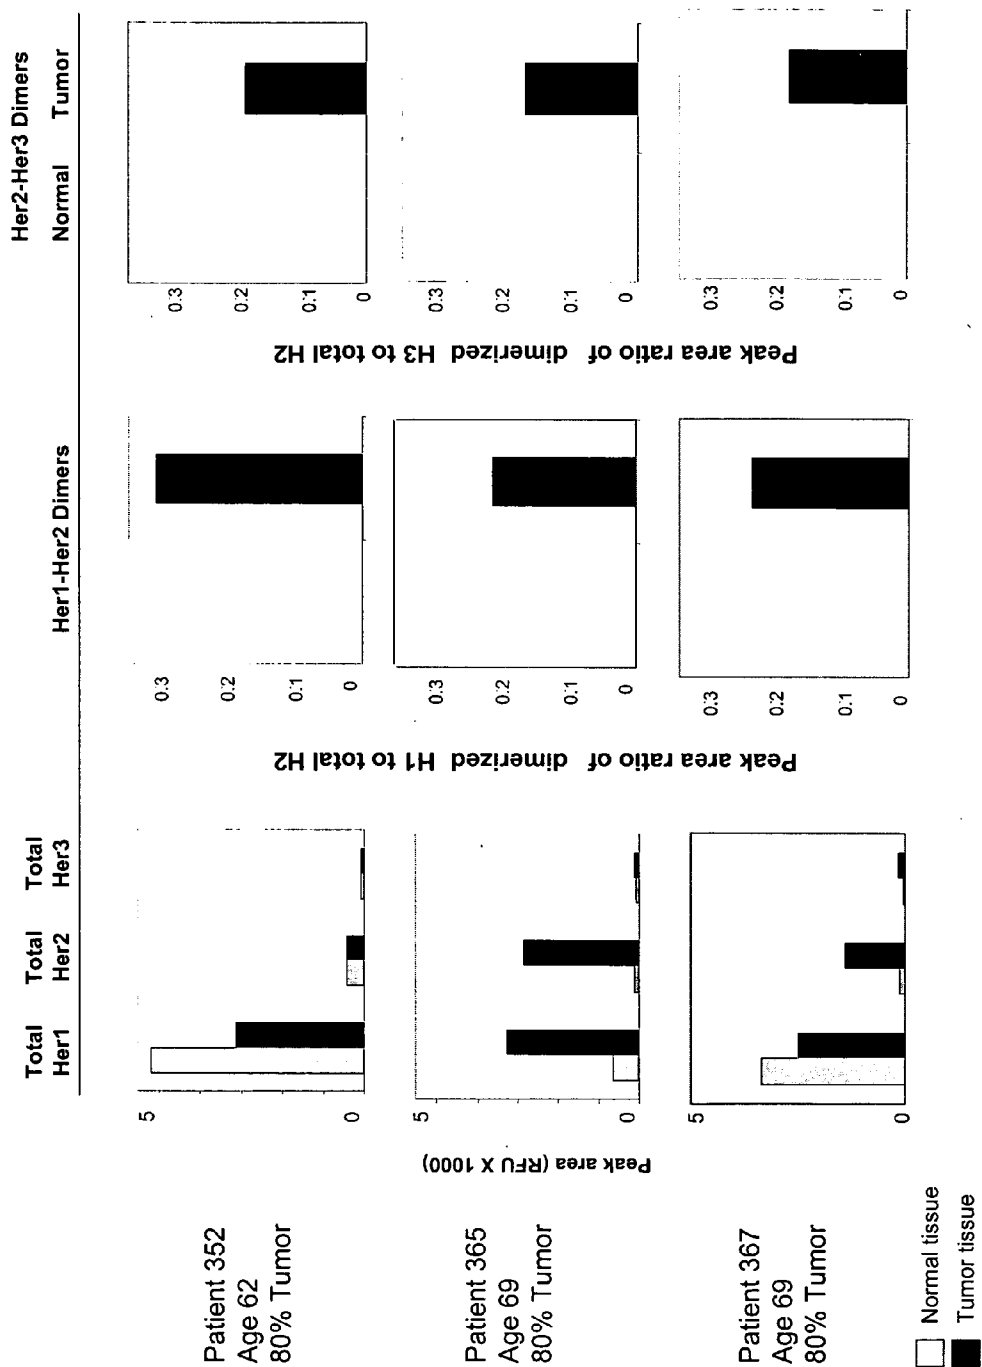 Her2-Her3 Dimers
Normal Tumor
Her1-Her2 Dimers
Total Her1
Total Her2
Total Her3
Patient 352
Age 62
80% Tumor
5
0
Peak area ratio of dimerized H1 to total H2
0.3
0.2
0.1
0
Peak area ratio of dimerized H3 to total H2
0.3
0.2
0.1
0
Patient 365
Age 69
80% Tumor
Peak area (RFU X 1000)
5
0
0.3
0.2
0.1
0
0.3
0.2
0.1
0
Patient 367
Age 69
80% Tumor
5
0
0.3
0.2
0.1
0
0.3
0.2
0.1
0
Normal tissue
Tumor tissue